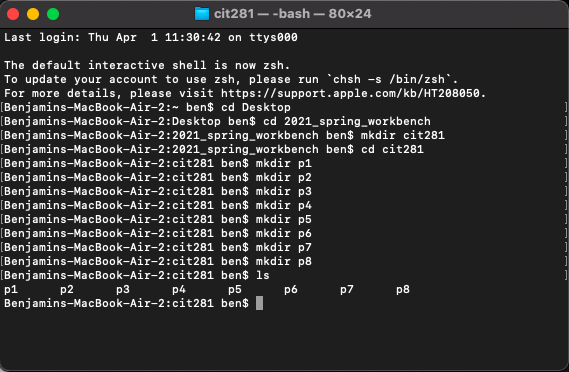 cit281 — -bash — 80×24
Last login: Thu Apr  1 11:30:42 on ttys000
The default interactive shell is now zsh.
To update your account to use zsh, please run `chsh -s /bin/zsh`.
For more details, please visit https://support.apple.com/kb/HT208050.
[Benjamins-MacBook-Air-2:~ ben$ cd Desktop ]
[Benjamins-MacBook-Air-2:Desktop ben$ cd 2021_spring_workbench ]
[Benjamins-MacBook-Air-2:2021_spring_workbench ben$ mkdir cit281 ]
[Benjamins-MacBook-Air-2:2021_spring_workbench ben$ cd cit281 ]
[Benjamins-MacBook-Air-2:cit281 ben$ mkdir p1 ]
[Benjamins-MacBook-Air-2:cit281 ben$ mkdir p2 ]
[Benjamins-MacBook-Air-2:cit281 ben$ mkdir p3 ]
[Benjamins-MacBook-Air-2:cit281 ben$ mkdir p4 ]
[Benjamins-MacBook-Air-2:cit281 ben$ mkdir p5 ]
[Benjamins-MacBook-Air-2:cit281 ben$ mkdir p6 ]
[Benjamins-MacBook-Air-2:cit281 ben$ mkdir p7 ]
[Benjamins-MacBook-Air-2:cit281 ben$ mkdir p8 ]
[Benjamins-MacBook-Air-2:cit281 ben$ ls ]
p1      p2      p3      p4      p5      p6      p7      p8
Benjamins-MacBook-Air-2:cit281 ben$